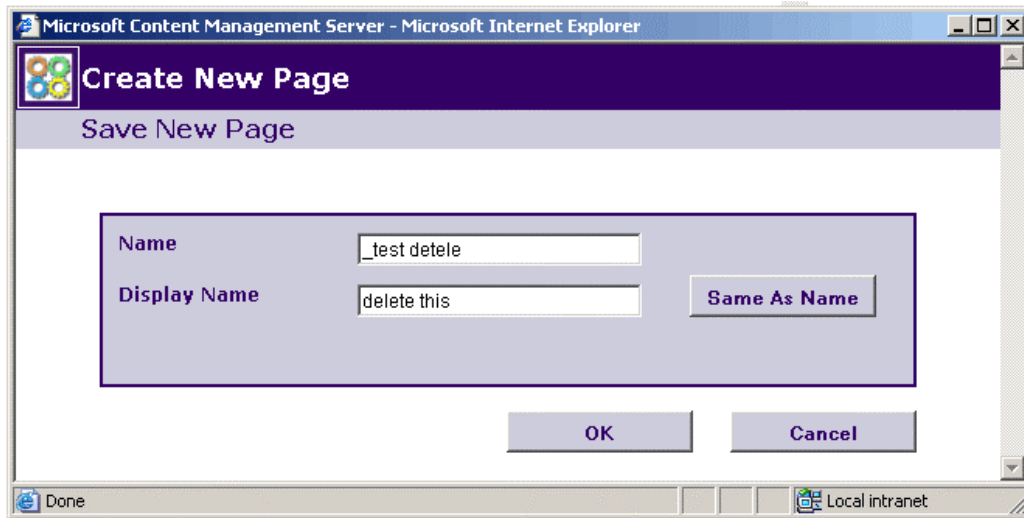 Microsoft Content Management Server - Microsoft Internet Explorer
Create New Page
Save New Page
Name
_test detele
Display Name
delete this
Same As Name
OK
Cancel
Done
Local intranet